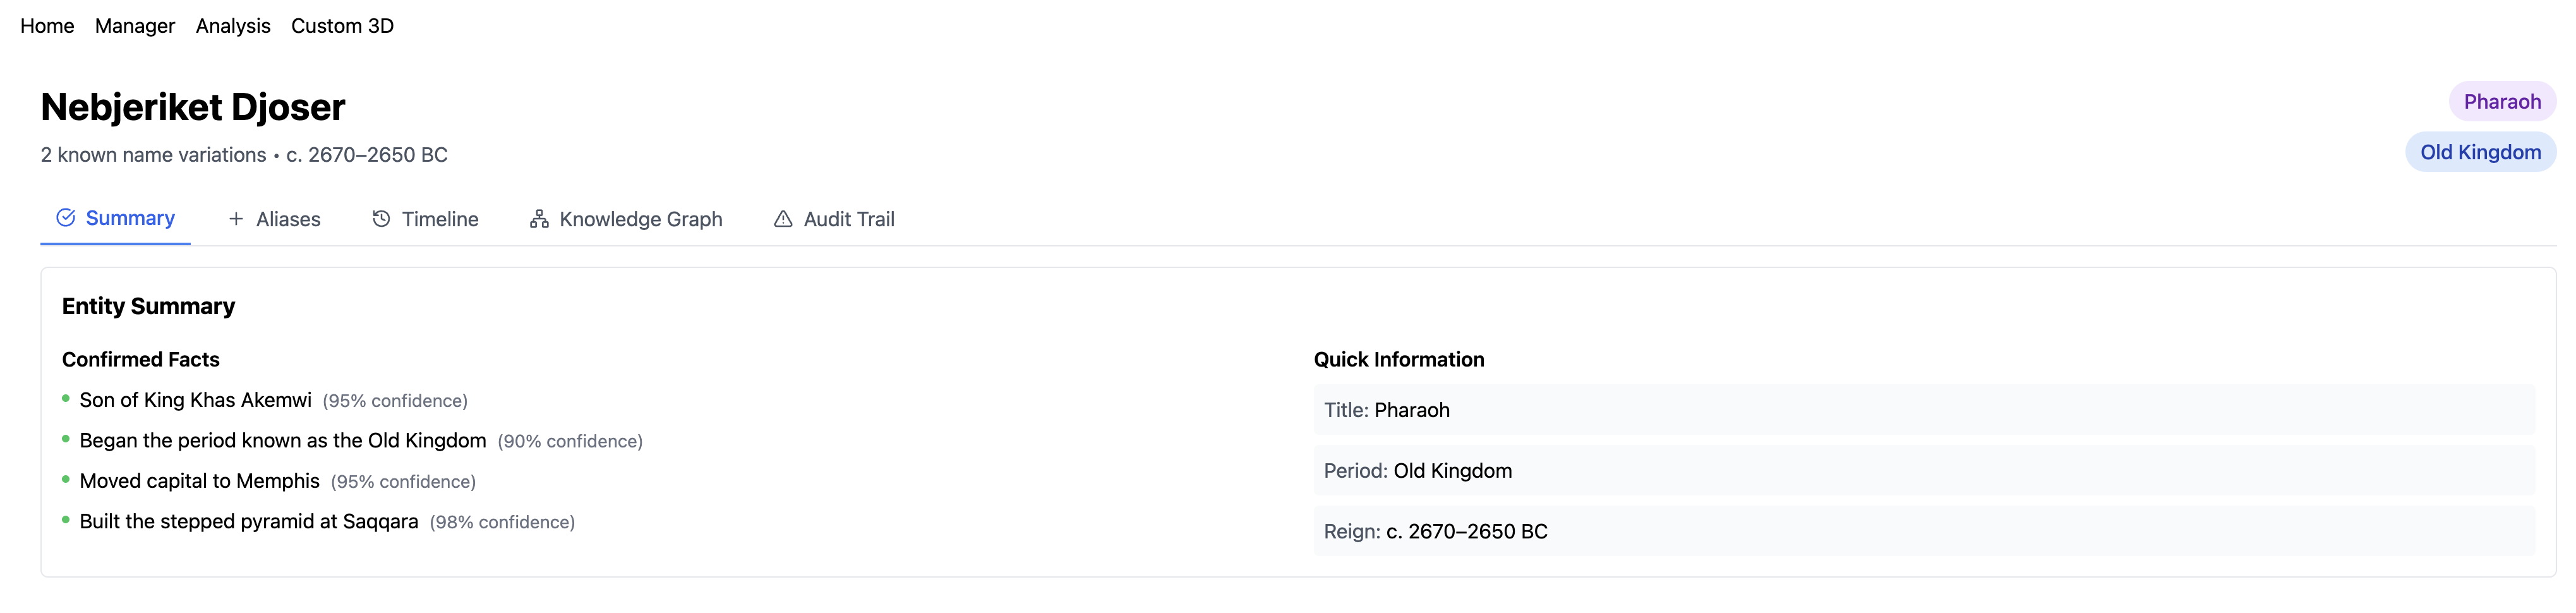 Home Manager Analysis Custom 3D
Nebjeriket Djoser
2 known name variations • c. 2670–2650 BC
Pharaoh
Old Kingdom
Summary Aliases Timeline Knowledge Graph Audit Trail
Entity Summary
Confirmed Facts
Son of King Khas Akemwi (95% confidence)
Began the period known as the Old Kingdom (90% confidence)
Moved capital to Memphis (95% confidence)
Built the stepped pyramid at Saqqara (98% confidence)
Quick Information
Title: Pharaoh
Period: Old Kingdom
Reign: c. 2670–2650 BC